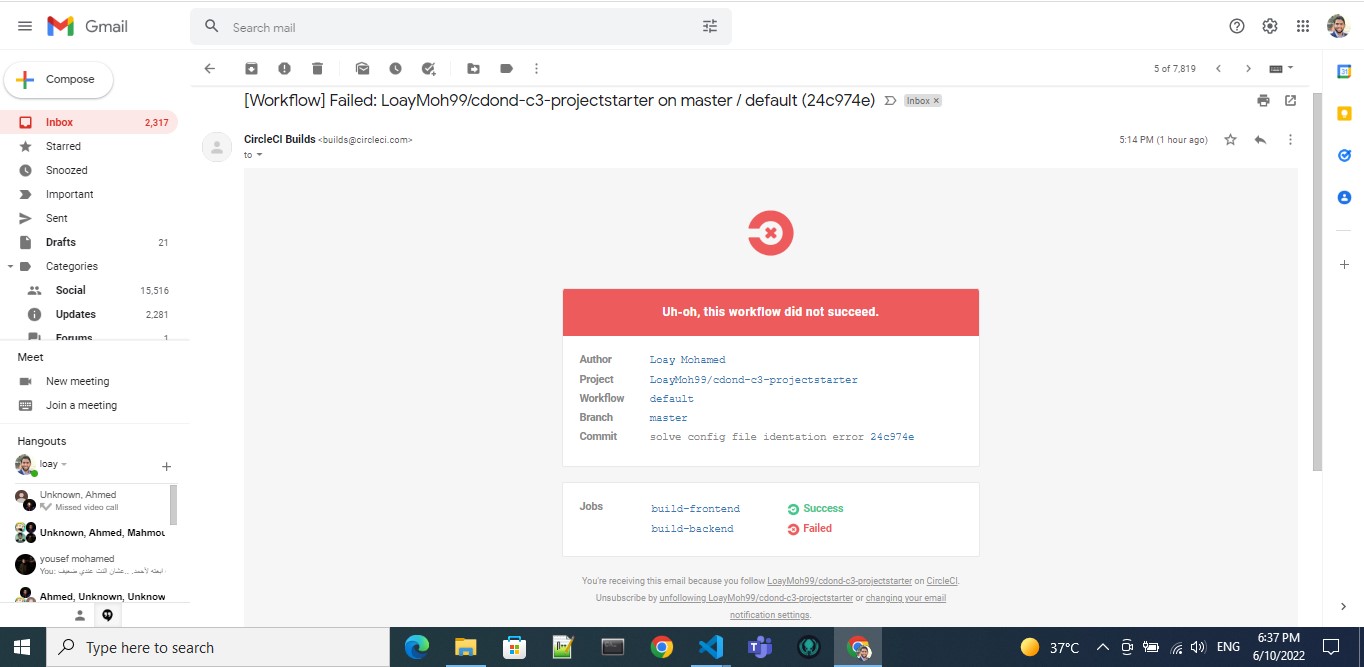 Gmail
Search mail
Compose
5 of 7,819
[Workflow] Failed: LoayMoh99/cdond-c3-projectstarter on master / default (24c974e)
Inbox ×
Inbox 2,317
Starred
Snoozed
Important
Sent
Drafts 21
Categories
Social 15,516
Updates 2,281
Forums 1
Meet
New meeting
Join a meeting
Hangouts
loay
Unknown, Ahmed
Missed video call
Unknown, Ahmed, Mahmou
yousef mohamed
You: ابعته لأحمد. ..عشان النت عندي ضعيف
Ahmed, Unknown, Unknow
CircleCI Builds <builds@circleci.com>
5:14 PM (1 hour ago)
to
Uh-oh, this workflow did not succeed.
Author Loay Mohamed
Project LoayMoh99/cdond-c3-projectstarter
Workflow default
Branch master
Commit solve config file identation error 24c974e
Jobs build-frontend Success
build-backend Failed
You're receiving this email because you follow LoayMoh99/cdond-c3-projectstarter on CircleCI.
Unsubscribe by unfollowing LoayMoh99/cdond-c3-projectstarter or changing your email
notification settings.
31
Type here to search
37°C
ENG
6:37 PM
6/10/2022